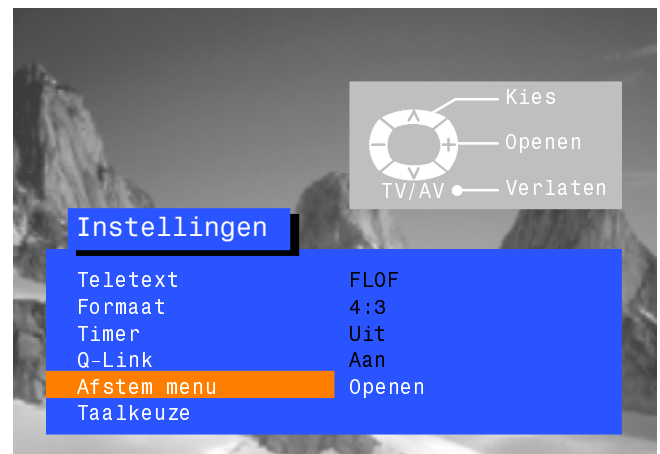 Kies
Openen
TV/AV Verlaten
Instellingen
Teletext FLOF
Formaat 4:3
Timer Uit
Q-Link Aan
Afstem menu Openen
Taalkeuze